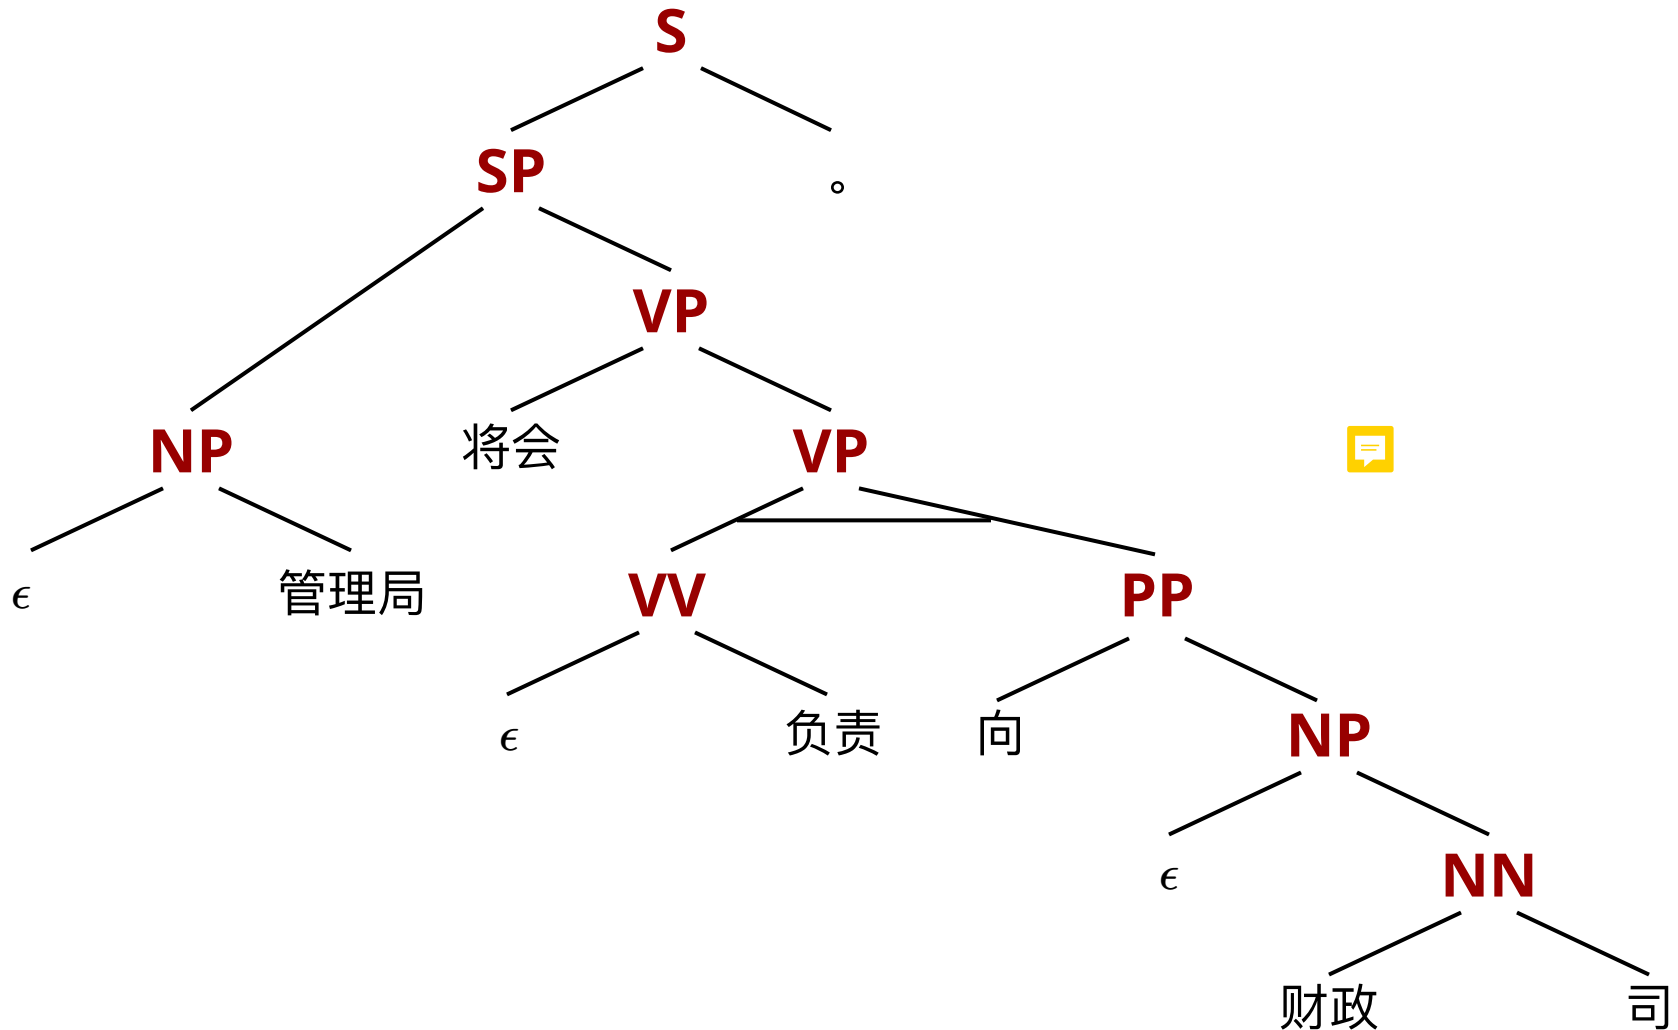 S
SP 。
VP
NP 将会 VP
ϵ 管理局 VV PP
ϵ 负责 向 NP
ϵ NN
财政 司